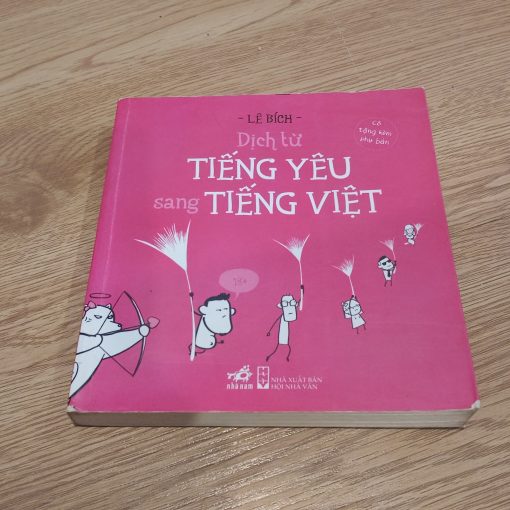 - LÊ BÍCH -
Dịch từ
TIẾNG YÊU
sang TIẾNG VIỆT
Có
tặng kèm
phụ bản
18+
nhã nam
NHÀ XUẤT BẢN
HỘI NHÀ VĂN